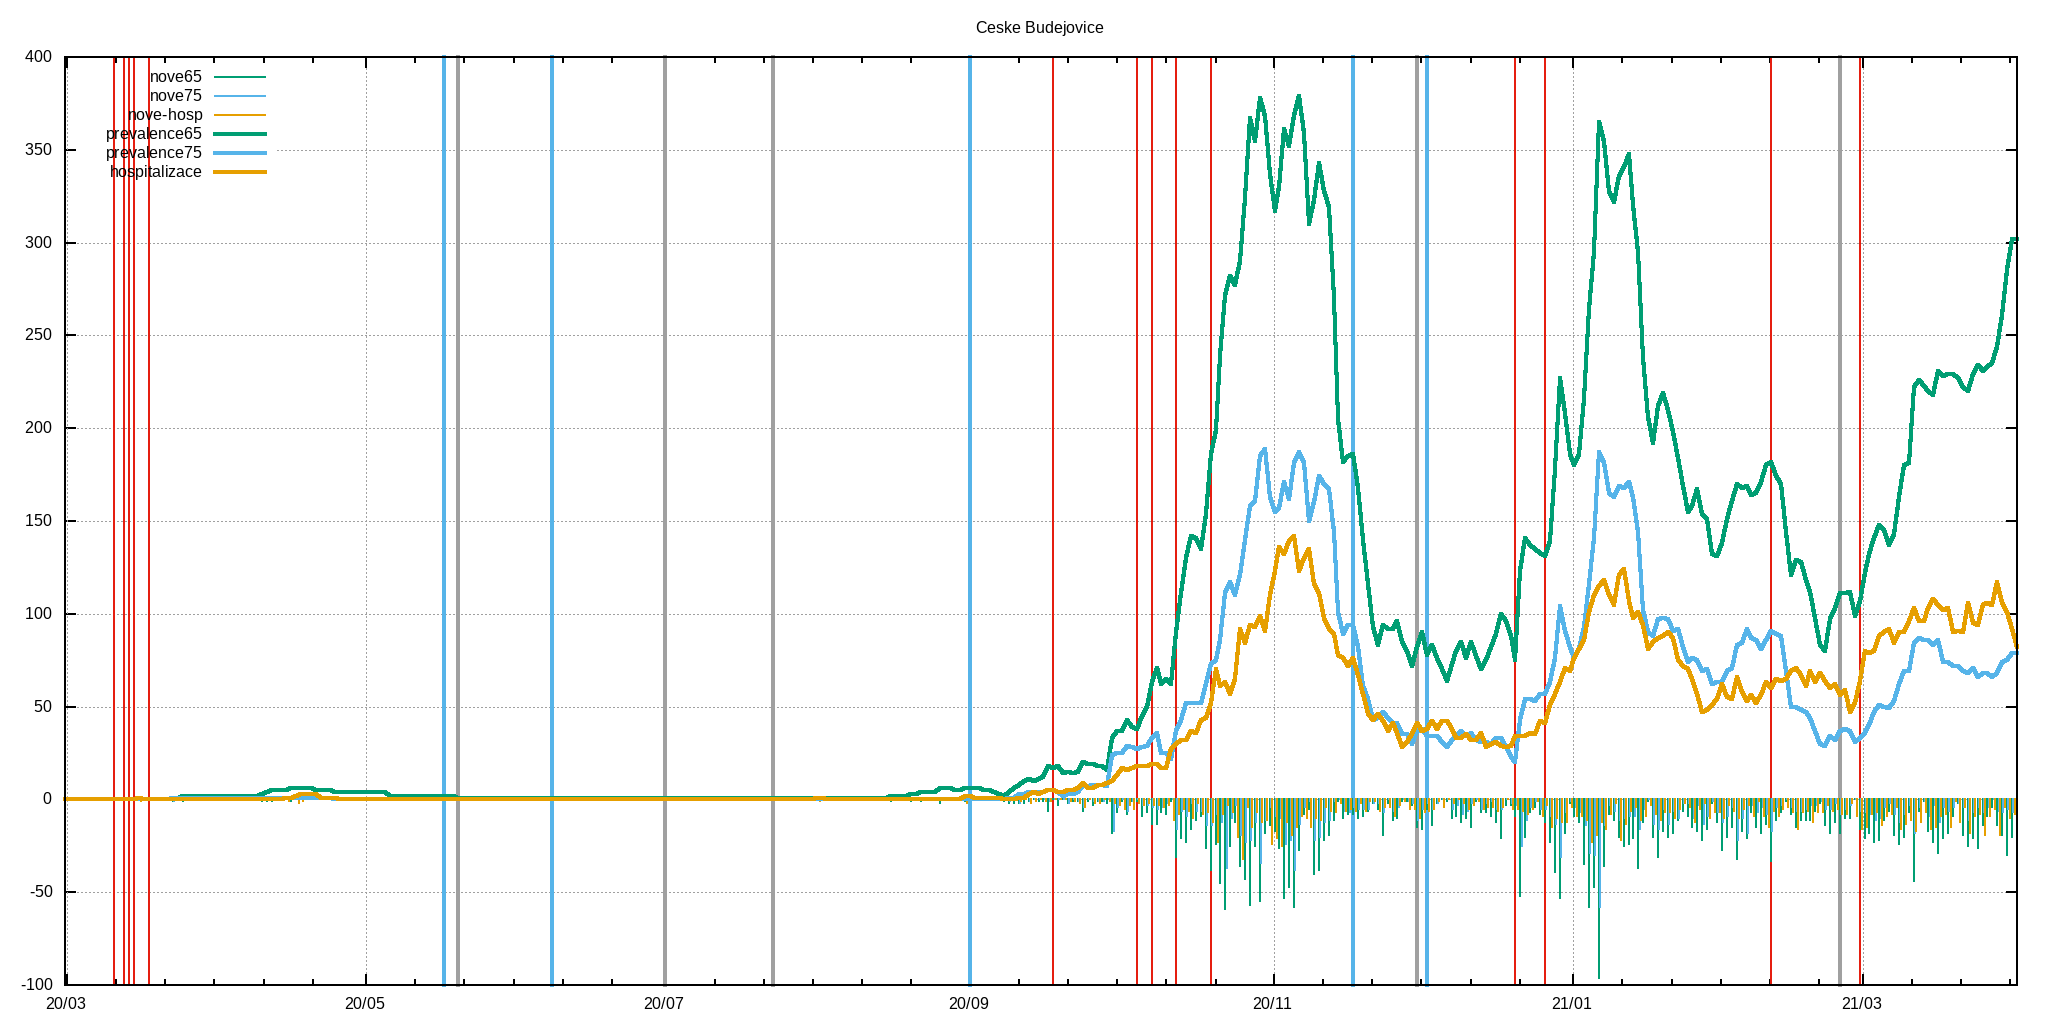 Ceske Budejovice
400
350
300
250
200
150
100
50
0
-50
-100
nove65
nove75
nove-hosp
prevalence65
prevalence75
hospitalizace
20/03 20/05 20/07 20/09 20/11 21/01 21/03